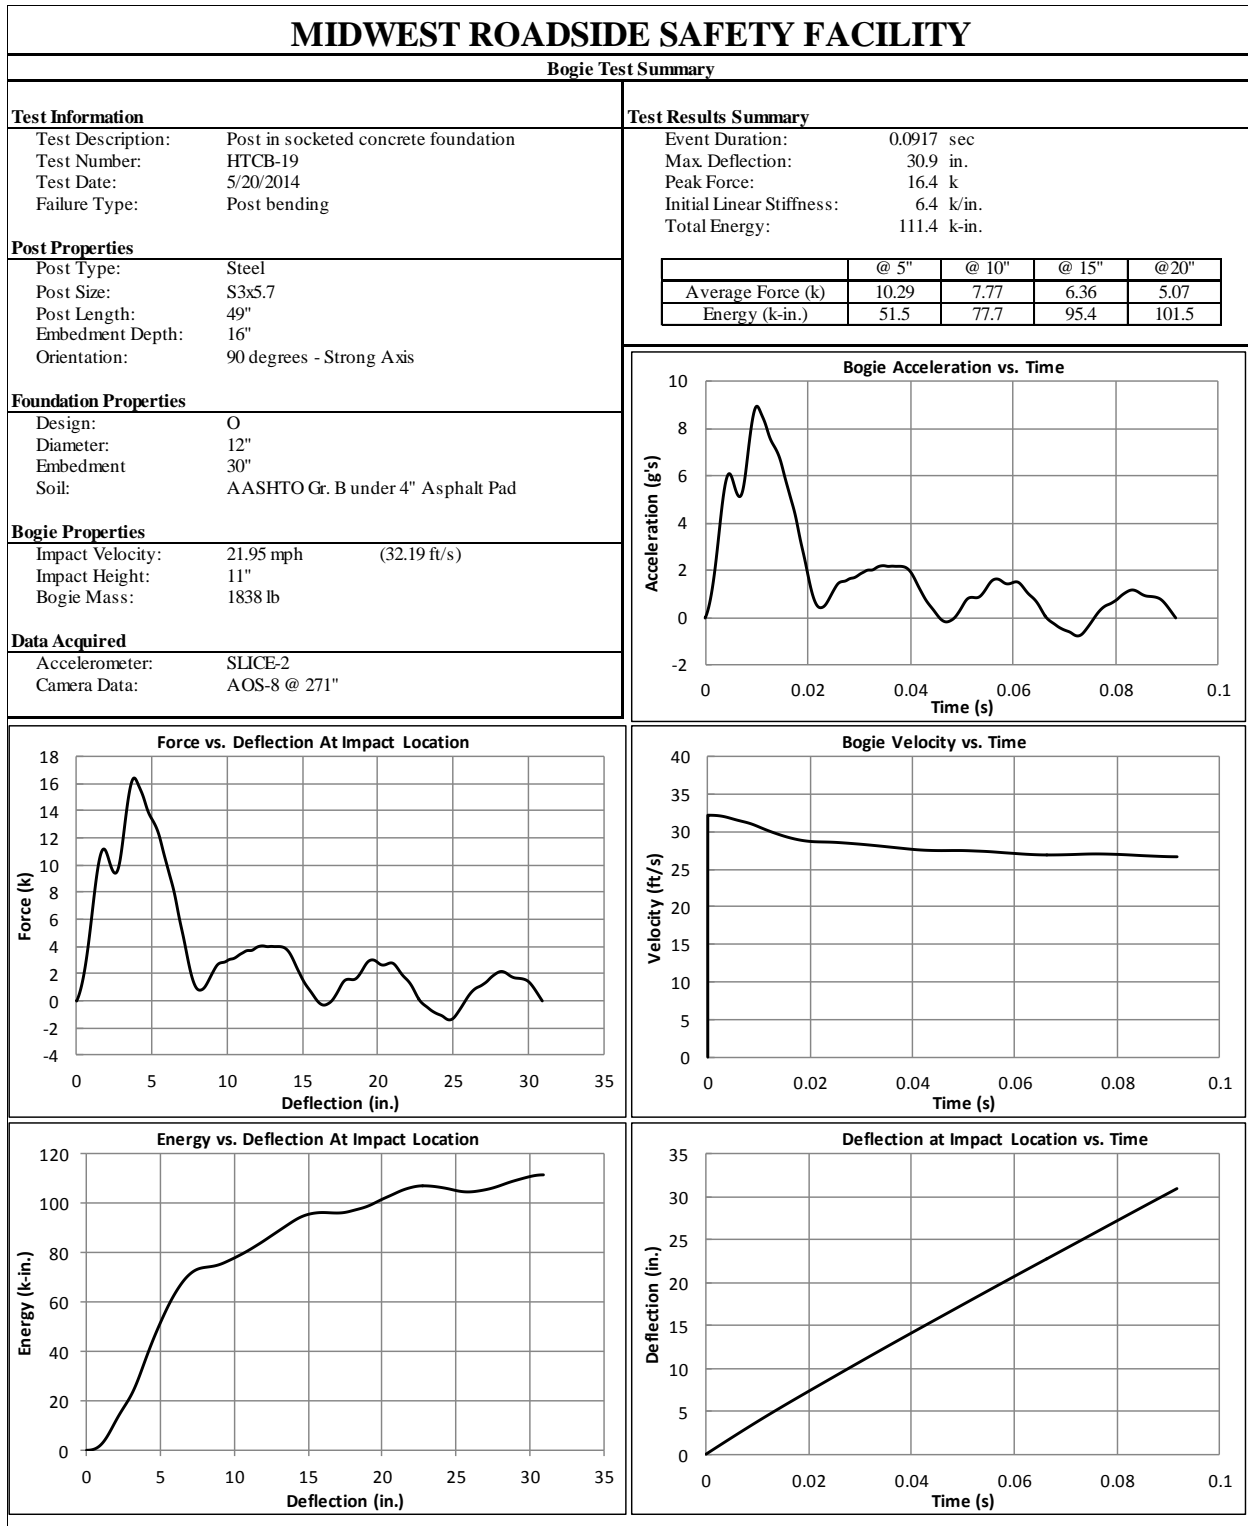 MIDWEST ROADSIDE SAFETY FACILITY
Bogie Test Summary
Test Information
Test Description: Post in socketed concrete foundation
Test Number: HTCB-19
Test Date: 5/20/2014
Failure Type: Post bending
Post Properties
Post Type: Steel
Post Size: S3x5.7
Post Length: 49"
Embedment Depth: 16"
Orientation: 90 degrees - Strong Axis
Foundation Properties
Design: O
Diameter: 12"
Embedment 30"
Soil: AASHTO Gr. B under 4" Asphalt Pad
Bogie Properties
Impact Velocity: 21.95 mph (32.19 ft/s)
Impact Height: 11"
Bogie Mass: 1838 lb
Data Acquired
Accelerometer: SLICE-2
Camera Data: AOS-8 @ 271"
Test Results Summary
Event Duration: 0.0917 sec
Max. Deflection: 30.9 in.
Peak Force: 16.4 k
Initial Linear Stiffness: 6.4 k/in.
Total Energy: 111.4 k-in.
@ 5" @ 10" @ 15" @20"
Average Force (k) 10.29 7.77 6.36 5.07
Energy (k-in.) 51.5 77.7 95.4 101.5
Bogie Acceleration vs. Time
Acceleration (g's)
10
8
6
4
2
0
-2
0 0.02 0.04 0.06 0.08 0.1
Time (s)
Force vs. Deflection At Impact Location
Force (k)
18
16
14
12
10
8
6
4
2
0
-2
-4
0 5 10 15 20 25 30 35
Deflection (in.)
Bogie Velocity vs. Time
Velocity (ft/s)
40
35
30
25
20
15
10
5
0
0 0.02 0.04 0.06 0.08 0.1
Time (s)
Energy vs. Deflection At Impact Location
Energy (k-in.)
120
100
80
60
40
20
0
0 5 10 15 20 25 30 35
Deflection (in.)
Deflection at Impact Location vs. Time
Deflection (in.)
35
30
25
20
15
10
5
0
0 0.02 0.04 0.06 0.08 0.1
Time (s)